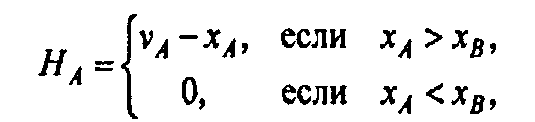 H_A = { v_A − x_A, если x_A > x_B,
0, если x_A < x_B,